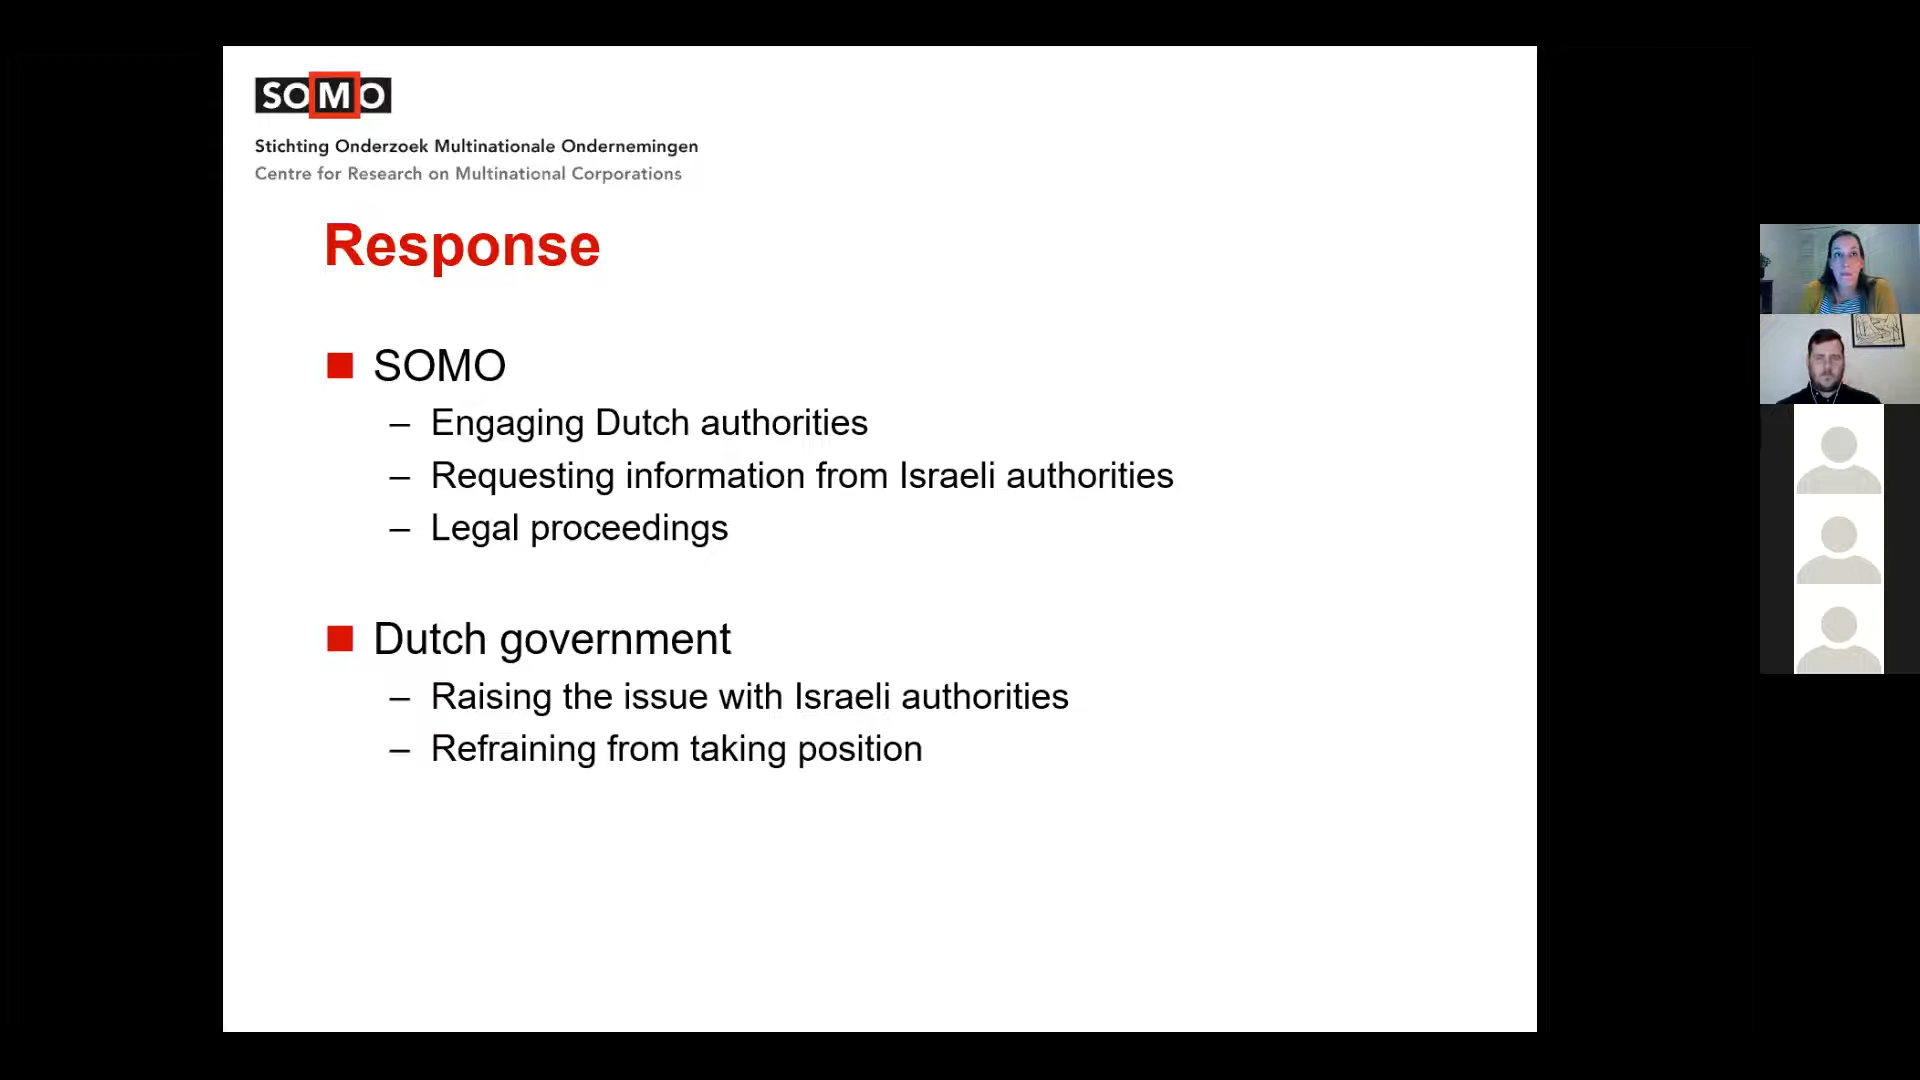 SOMO
Stichting Onderzoek Multinationale Ondernemingen
Centre for Research on Multinational Corporations
Response
SOMO
– Engaging Dutch authorities
– Requesting information from Israeli authorities
– Legal proceedings
Dutch government
– Raising the issue with Israeli authorities
– Refraining from taking position